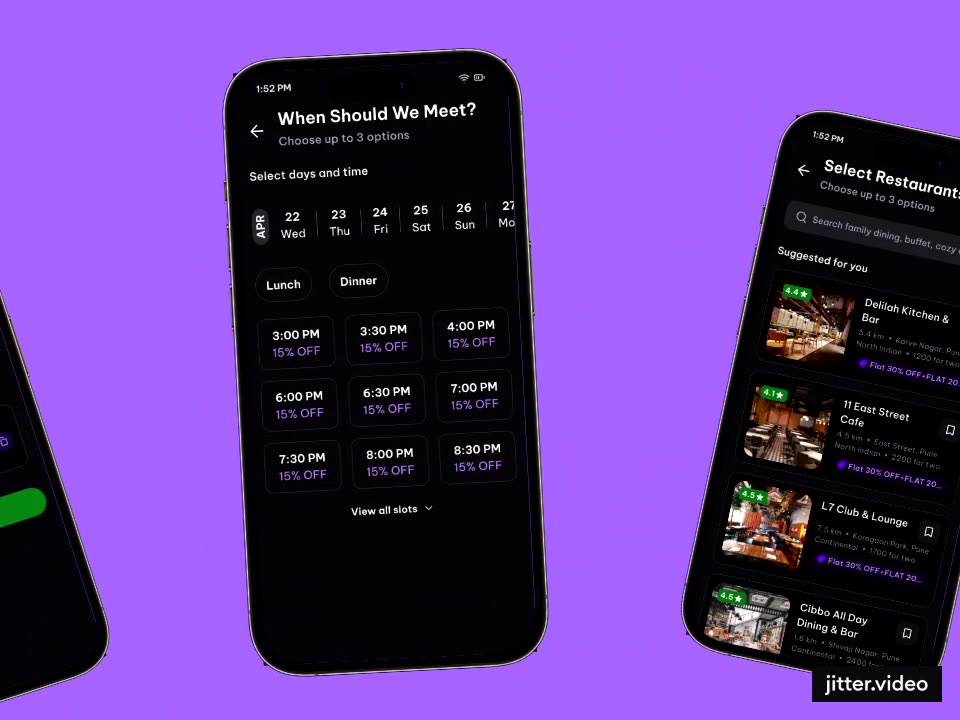 1:52 PM
When Should We Meet?
Choose up to 3 options
Select days and time
APR
22 23 24 25 26 27
Wed Thu Fri Sat Sun Mo
Lunch Dinner
3:00 PM 3:30 PM 4:00 PM
15% OFF 15% OFF 15% OFF
6:00 PM 6:30 PM 7:00 PM
15% OFF 15% OFF 15% OFF
7:30 PM 8:00 PM 8:30 PM
15% OFF 15% OFF 15% OFF
View all slots
1:52 PM
Select Restaurants
Choose up to 3 options
Search family dining, buffet, cozy
Suggested for you
4.4★
Delilah Kitchen &
Bar
5.4 km • Karve Nagar, Pun
North Indian • 1200 for two
Flat 30% OFF+FLAT 20...
4.1★
11 East Street
Cafe
4.5 km • East Street, Pune
North Indian • 2200 for two
Flat 30% OFF+FLAT 20...
4.5★
L7 Club & Lounge
7.5 km • Koregaon Park, Pune
Continental • 1700 for two
Flat 30% OFF+FLAT 20...
4.5★
Cibbo All Day
Dining & Bar
1.6 km • Shivaji Nagar, Pune
Continental • 2400 for two
jitter.video